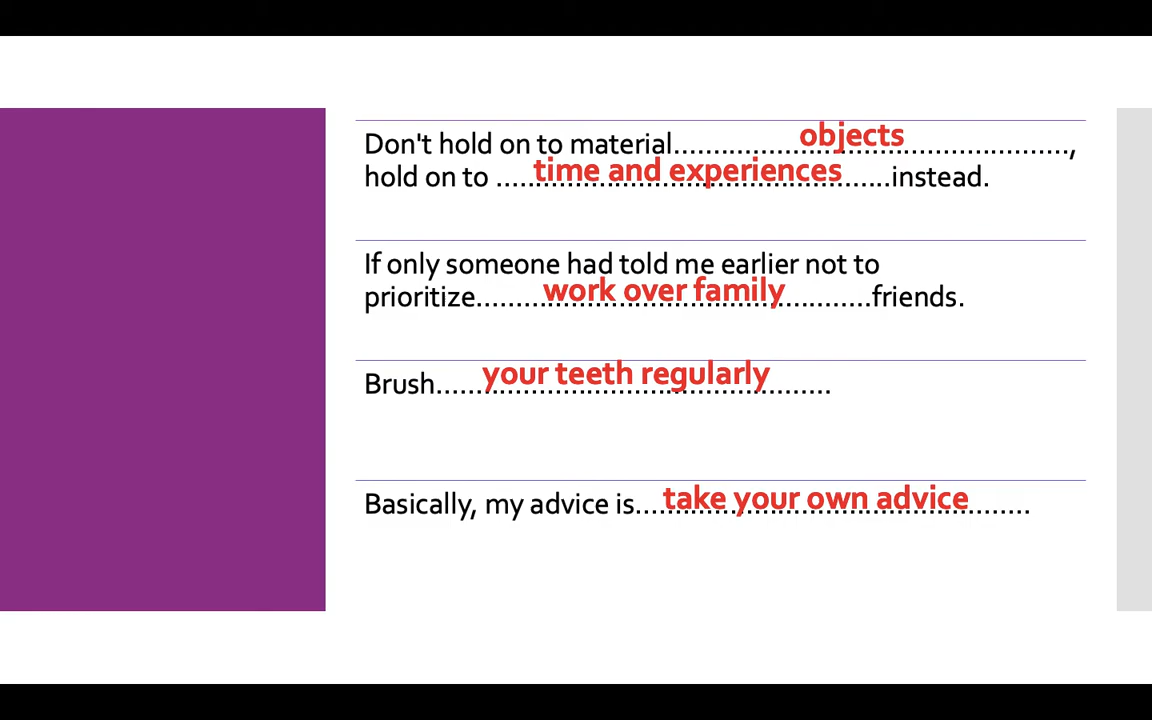 Don't hold on to material.......objects.......,
hold on to .......time and experiences.......instead.
If only someone had told me earlier not to
prioritize.......work over family.......friends.
Brush.......your teeth regularly.......
Basically, my advice is.......take your own advice.......